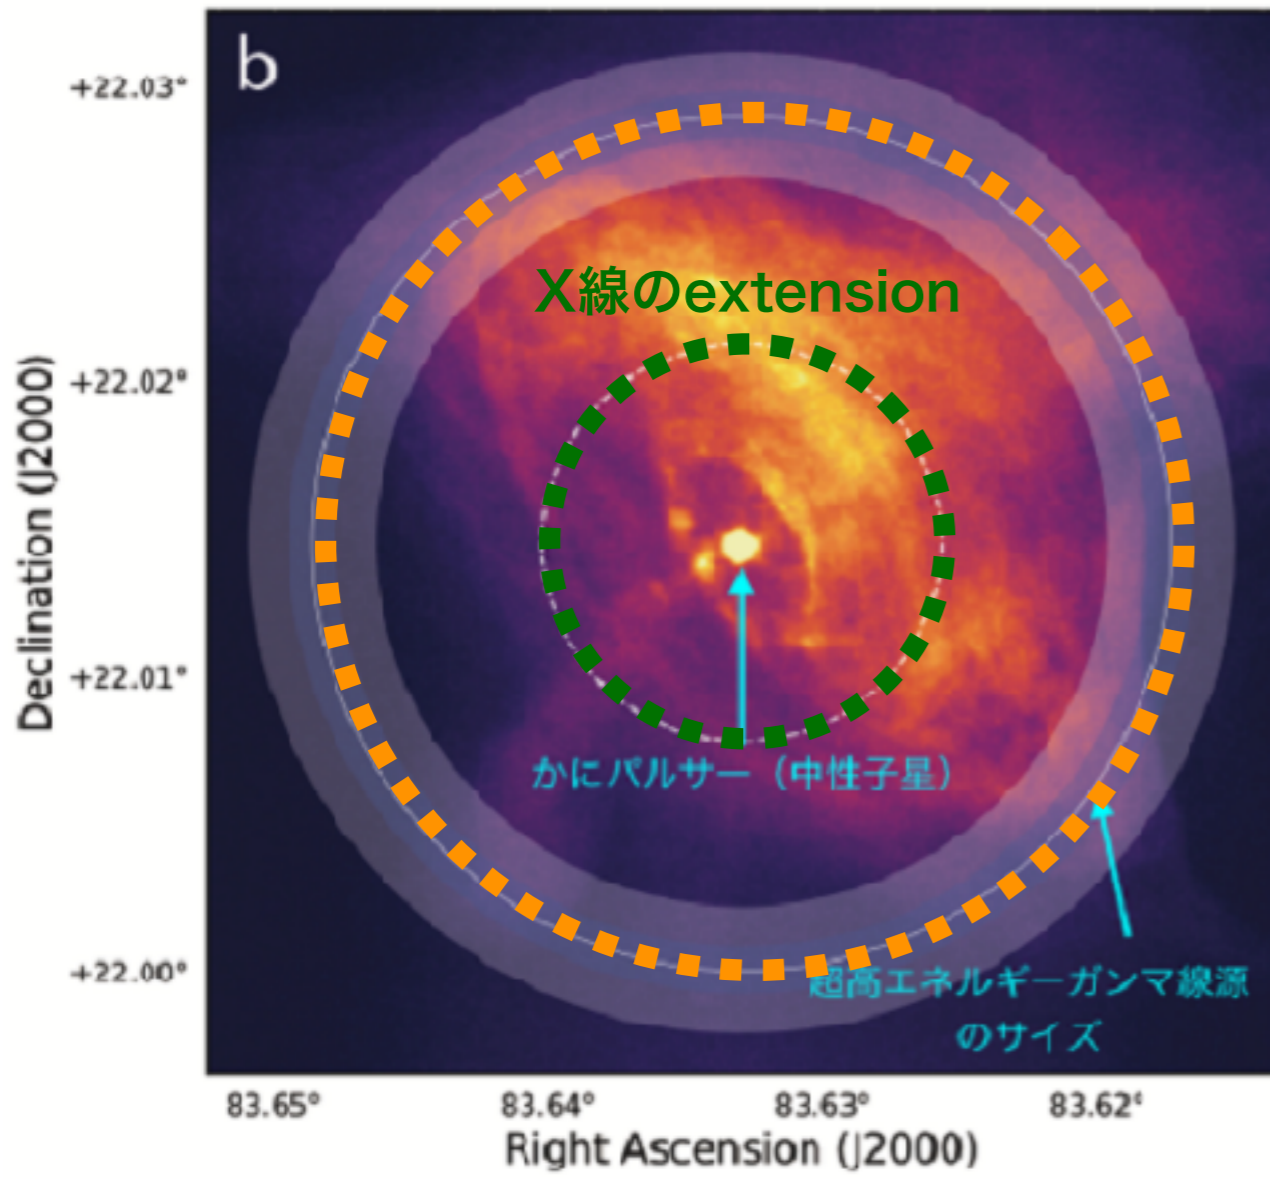 b
+22.03°
X線のextension
+22.02°
Declination (J2000)
+22.01°
かにパルサー（中性子星）
+22.00°
超高エネルギーガンマ線源
のサイズ
83.65° 83.64° 83.63° 83.62°
Right Ascension (J2000)